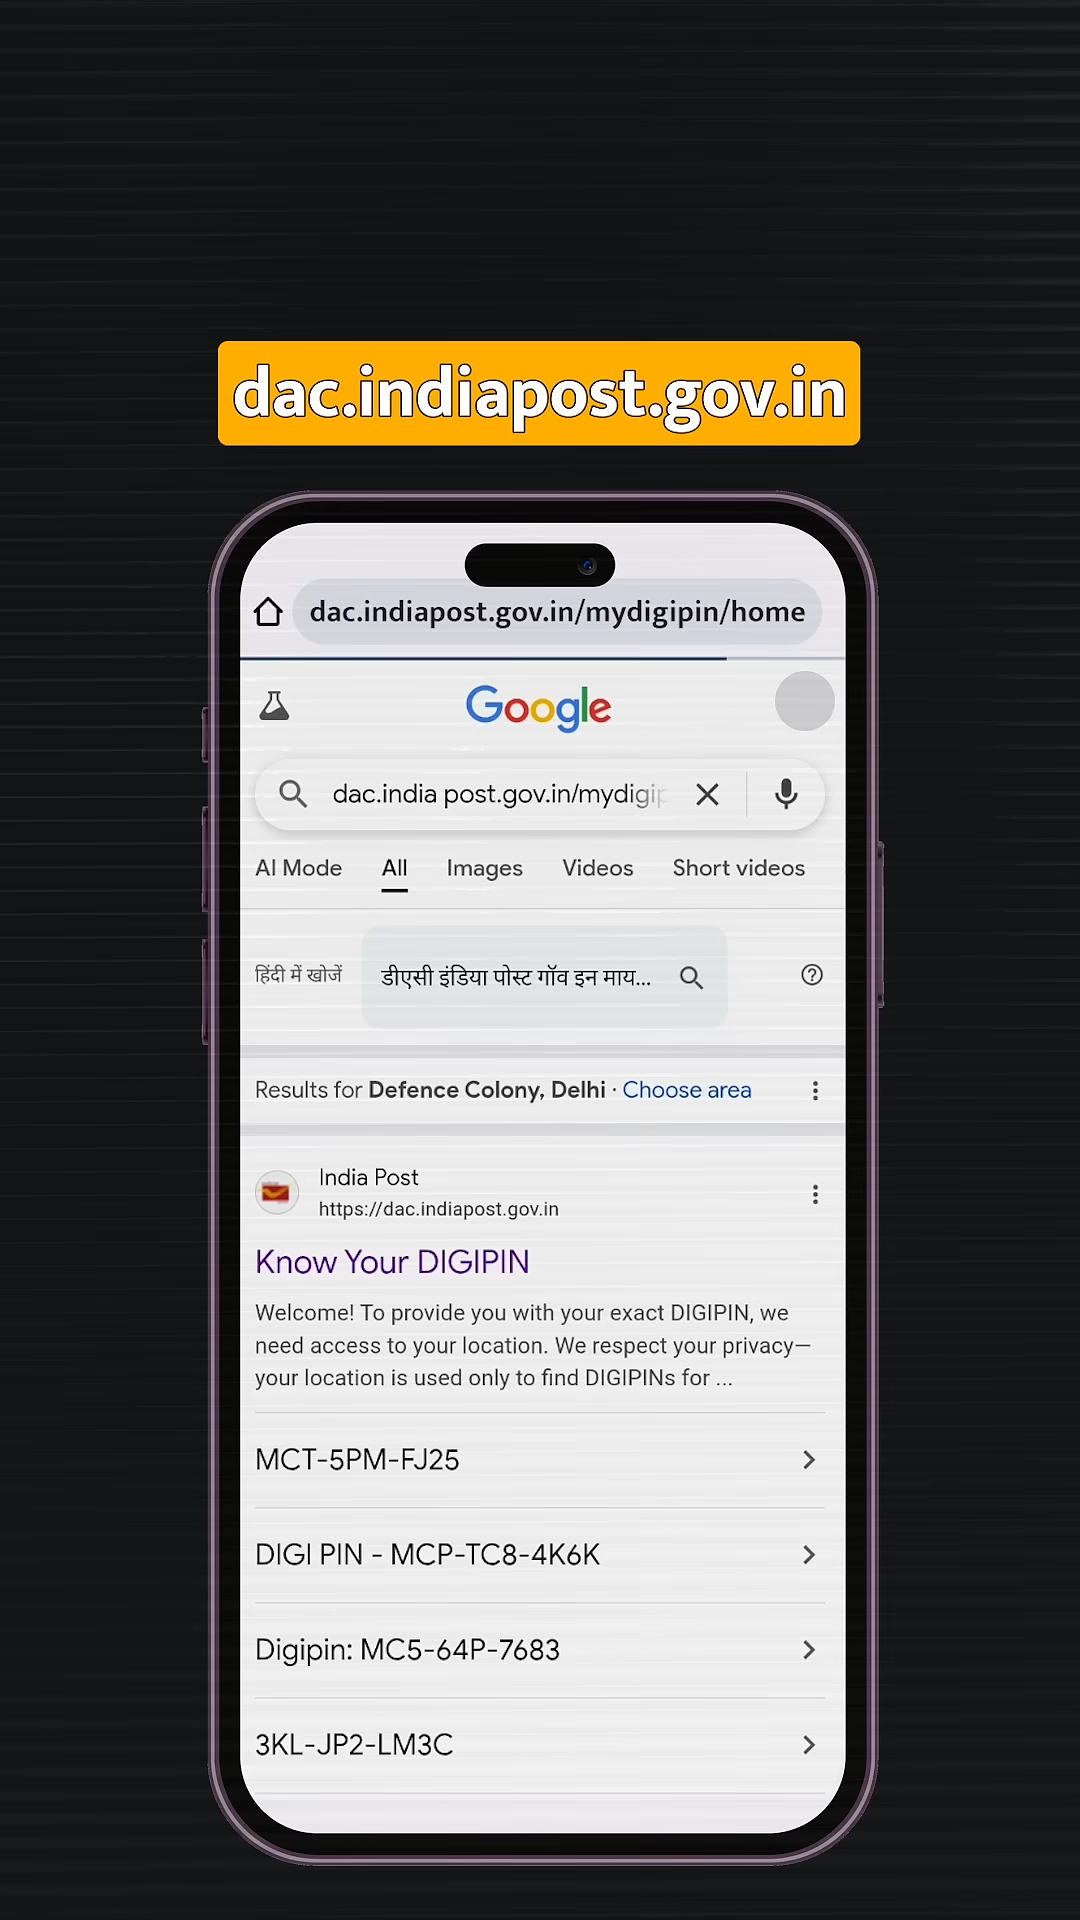 dac.indiapost.gov.in
dac.indiapost.gov.in/mydigipin/home
Google
dac.india post.gov.in/mydigip
AI Mode All Images Videos Short videos
हिंदी में खोजें डीएसी इंडिया पोस्ट गॉव इन माय...
Results for Defence Colony, Delhi · Choose area
India Post
https://dac.indiapost.gov.in
Know Your DIGIPIN
Welcome! To provide you with your exact DIGIPIN, we
need access to your location. We respect your privacy—
your location is used only to find DIGIPINs for ...
MCT-5PM-FJ25
DIGI PIN - MCP-TC8-4K6K
Digipin: MC5-64P-7683
3KL-JP2-LM3C